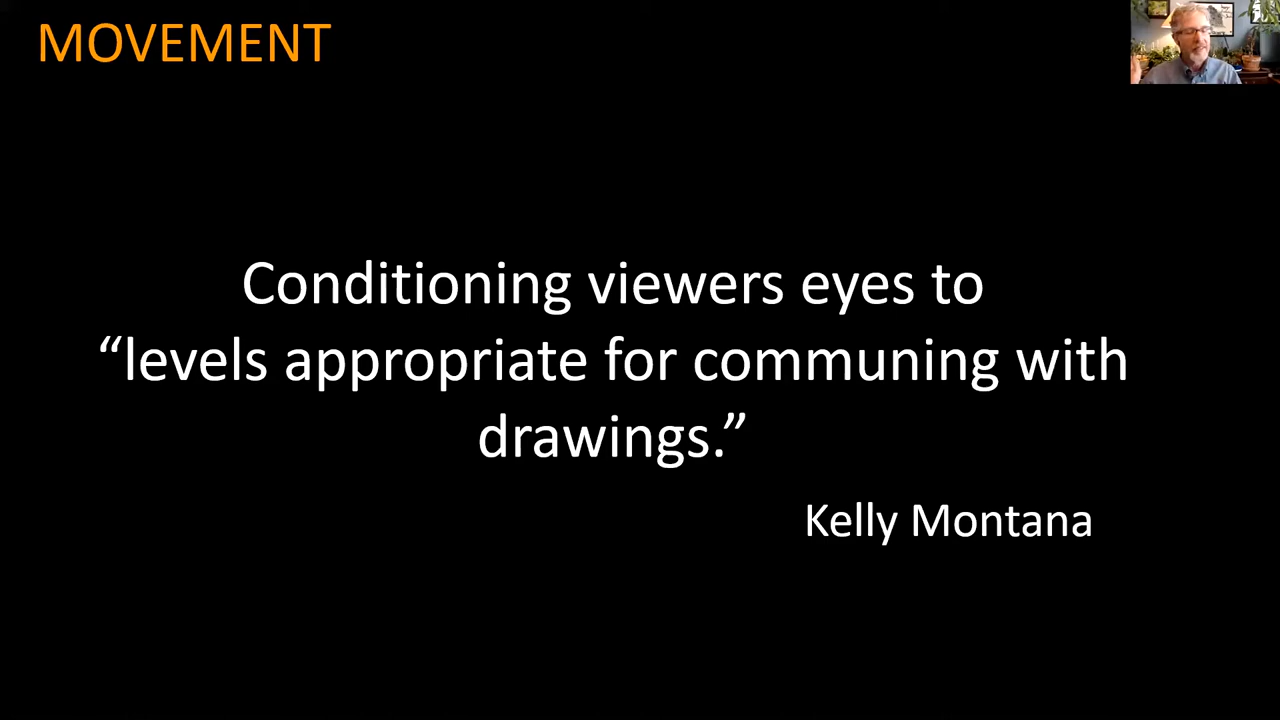 MOVEMENT
Conditioning viewers eyes to
“levels appropriate for communing with
drawings.”
Kelly Montana